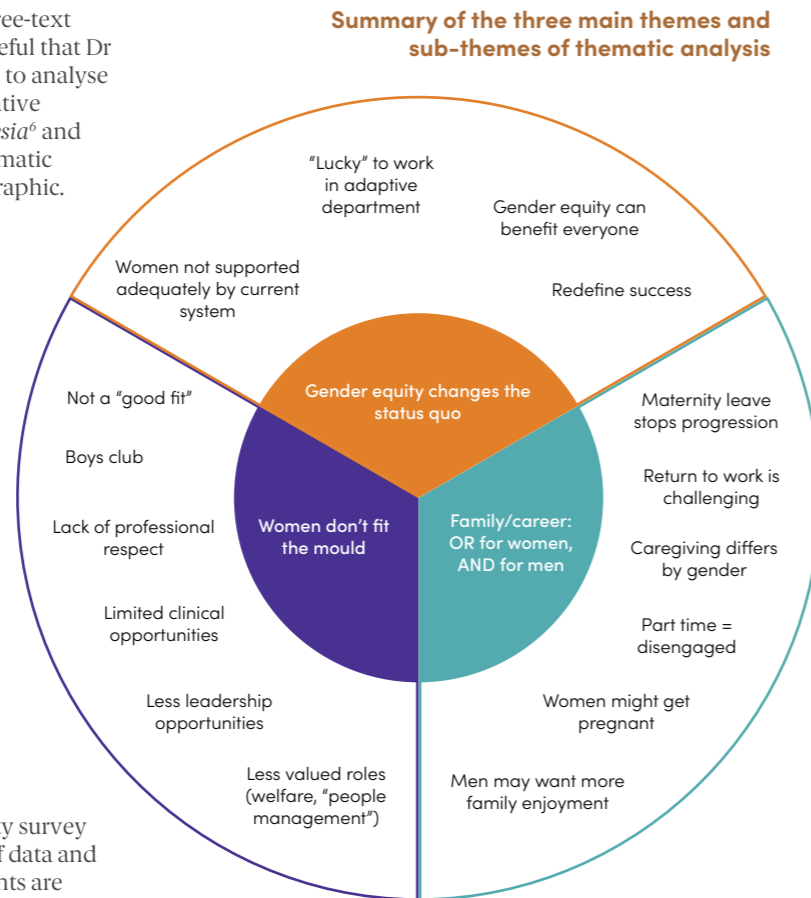 ree-text
eful that Dr
to analyse
ative
esia⁶ and
matic
raphic.
Summary of the three main themes and
sub-themes of thematic analysis
"Lucky" to work
in adaptive
department
Gender equity can
benefit everyone
Women not supported
adequately by current
system
Redefine success
Gender equity changes the
status quo
Not a "good fit"
Boys club
Lack of professional
respect
Limited clinical
opportunities
Less leadership
opportunities
Less valued roles
(welfare, "people
management")
Women don't fit
the mould
Family/career:
OR for women,
AND for men
Maternity leave
stops progression
Return to work is
challenging
Caregiving differs
by gender
Part time =
disengaged
Women might get
pregnant
Men may want more
family enjoyment
ty survey
f data and
nts are